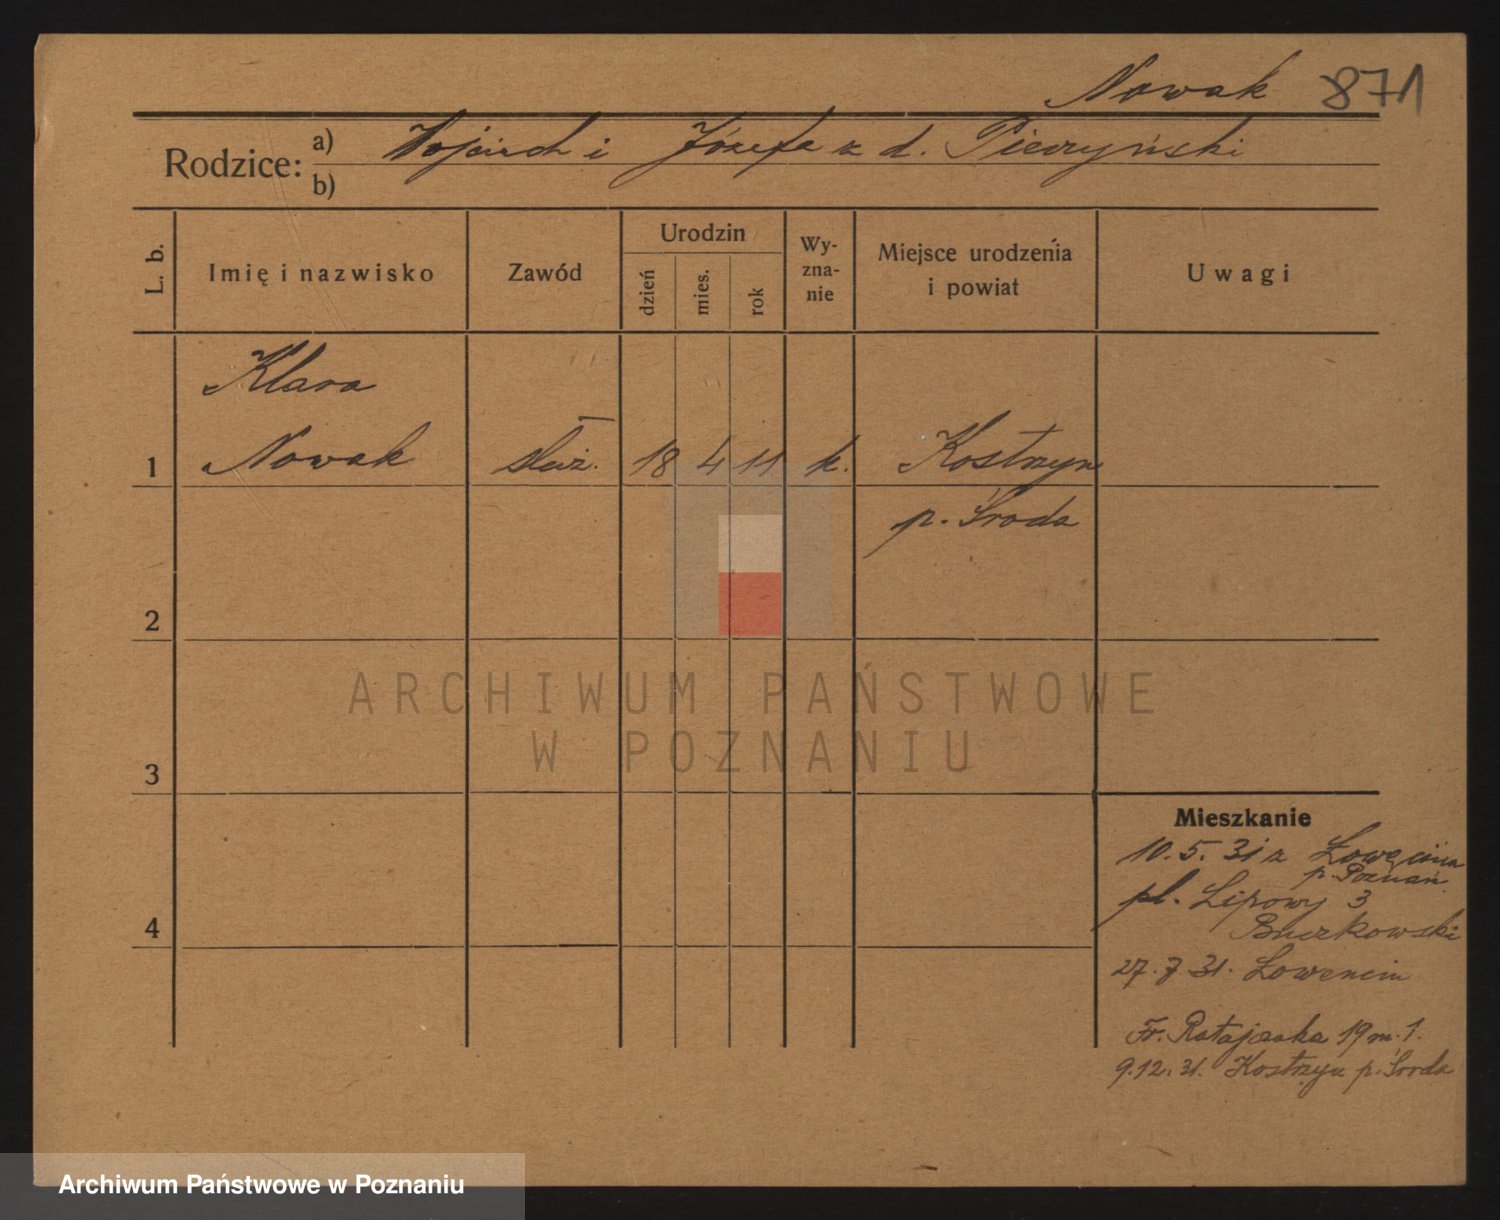 Nowak 871
Rodzice: a) Wojciech i Józefa z d. Pieczyński
b)
L. b.
Imię i nazwisko
Zawód
Urodzin
dzień
mies.
rok
Wy-
zna-
nie
Miejsce urodzenia
i powiat
Uwagi
Klara
1 Nowak służ. 18 4 11 k. Kostrzyn
p. Środa
2
3
4
ARCHIWUM PAŃSTWOWE
W POZNANIU
Mieszkanie
10.5.31 z Łowęcina
p. Poznań
pl. Lipowy 3
Buczkowski
27.7 31. Łowencin
Fr. Ratajczaka 19 m. 1.
9.12.31. Kostrzyn p. Środa
Archiwum Państwowe w Poznaniu